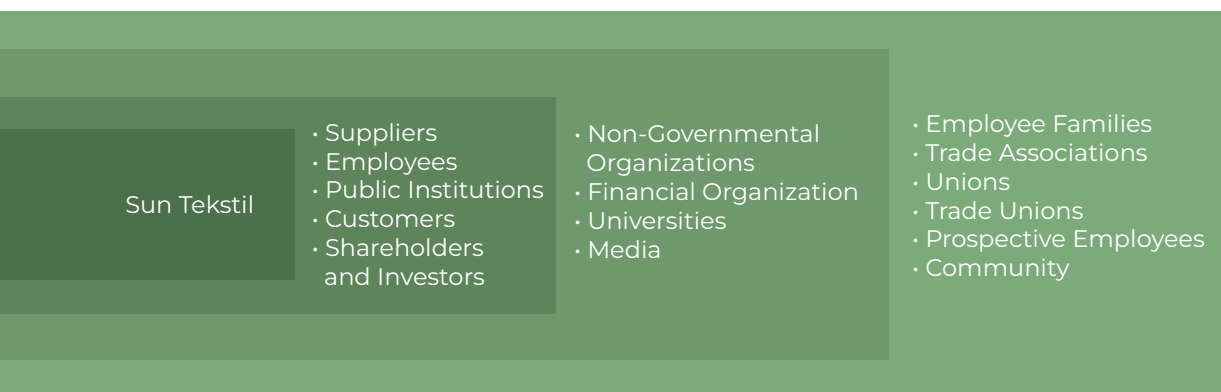 Sun Tekstil
· Suppliers
· Employees
· Public Institutions
· Customers
· Shareholders
and Investors
· Non-Governmental
Organizations
· Financial Organization
· Universities
· Media
· Employee Families
· Trade Associations
· Unions
· Trade Unions
· Prospective Employees
· Community